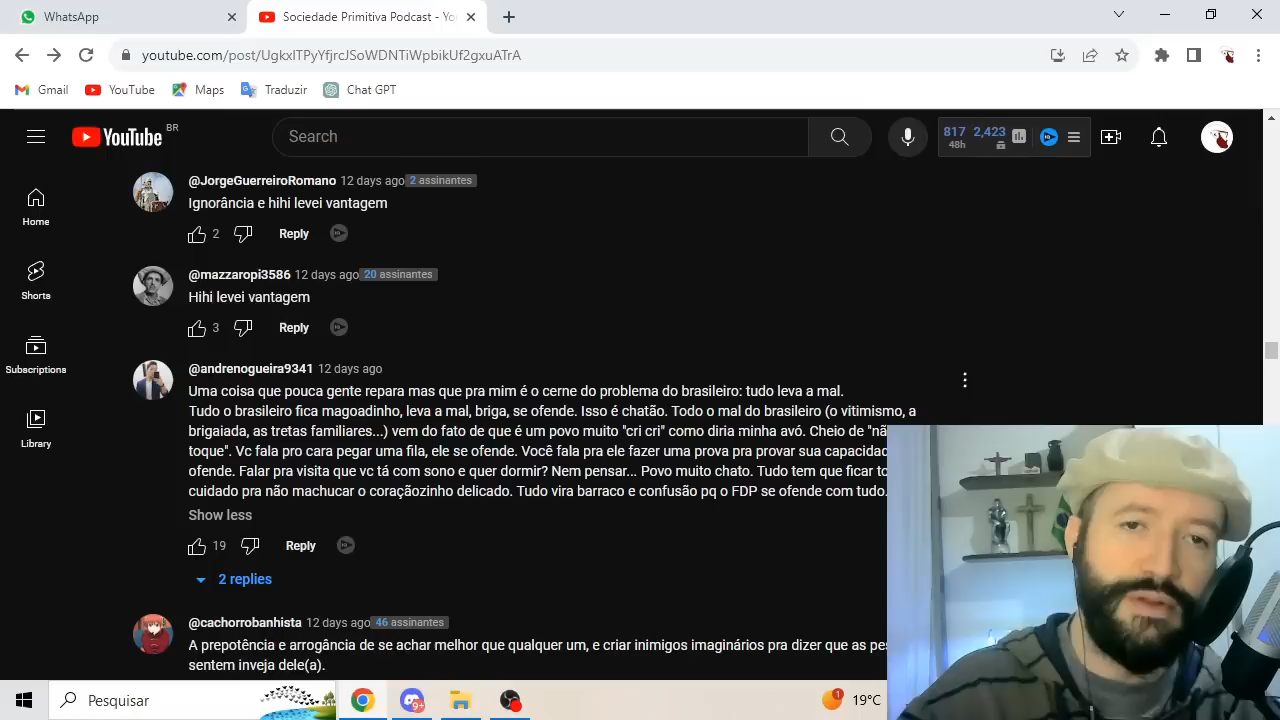 WhatsApp
Sociedade Primitiva Podcast - Yo
youtube.com/post/UgkxlTPyYfjrcJSoWDNTiWpbikUf2gxuATrA
Gmail YouTube Maps Traduzir Chat GPT
YouTube BR
Search
817 2,423
48h
Home
Shorts
Subscriptions
Library
@JorgeGuerreiroRomano 12 days ago 2 assinantes
Ignorância e hihi levei vantagem
2 Reply
@mazzaropi3586 12 days ago 20 assinantes
Hihi levei vantagem
3 Reply
@andrenogueira9341 12 days ago
Uma coisa que pouca gente repara mas que pra mim é o cerne do problema do brasileiro: tudo leva a mal.
Tudo o brasileiro fica magoadinho, leva a mal, briga, se ofende. Isso é chatão. Todo o mal do brasileiro (o vitimismo, a
brigaiada, as tretas familiares...) vem do fato de que é um povo muito "cri cri" como diria minha avó. Cheio de "nã
toque". Vc fala pro cara pegar uma fila, ele se ofende. Você fala pra ele fazer uma prova pra provar sua capacidad
ofende. Falar pra visita que vc tá com sono e quer dormir? Nem pensar... Povo muito chato. Tudo tem que ficar to
cuidado pra não machucar o coraçãozinho delicado. Tudo vira barraco e confusão pq o FDP se ofende com tudo.
Show less
19 Reply
2 replies
@cachorrobanhista 12 days ago 46 assinantes
A prepotência e arrogância de se achar melhor que qualquer um, e criar inimigos imaginários pra dizer que as pes
sentem inveja dele(a).
Pesquisar
9+
1
19°C